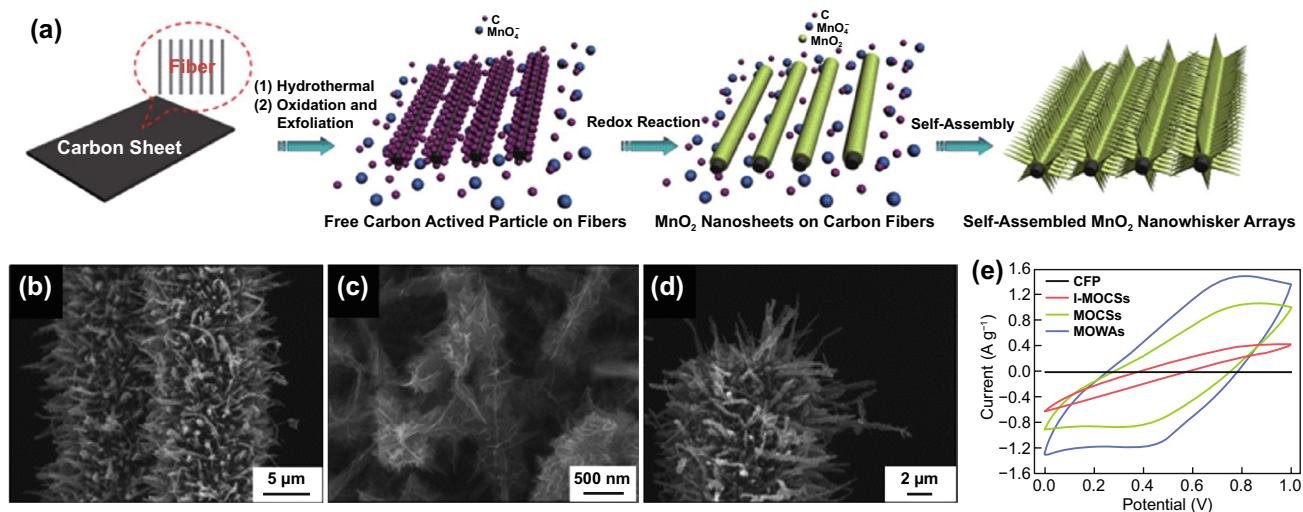 (a)
Fiber
Carbon Sheet
(1) Hydrothermal
(2) Oxidation and
Exfoliation
C
MnO₄⁻
Free Carbon Actived Particle on Fibers
Redox Reaction
C
MnO₄⁻
MnO₂
MnO₂ Nanosheets on Carbon Fibers
Self-Assembly
Self-Assembled MnO₂ Nanowhisker Arrays
(b)
5 μm
(c)
500 nm
(d)
2 μm
(e)
1.6
1.2
0.8
0.4
0.0
−0.4
−0.8
−1.2
−1.6
Current (A g⁻¹)
CFP
I-MOCSs
MOCSs
MOWAs
0.0 0.2 0.4 0.6 0.8 1.0
Potential (V)